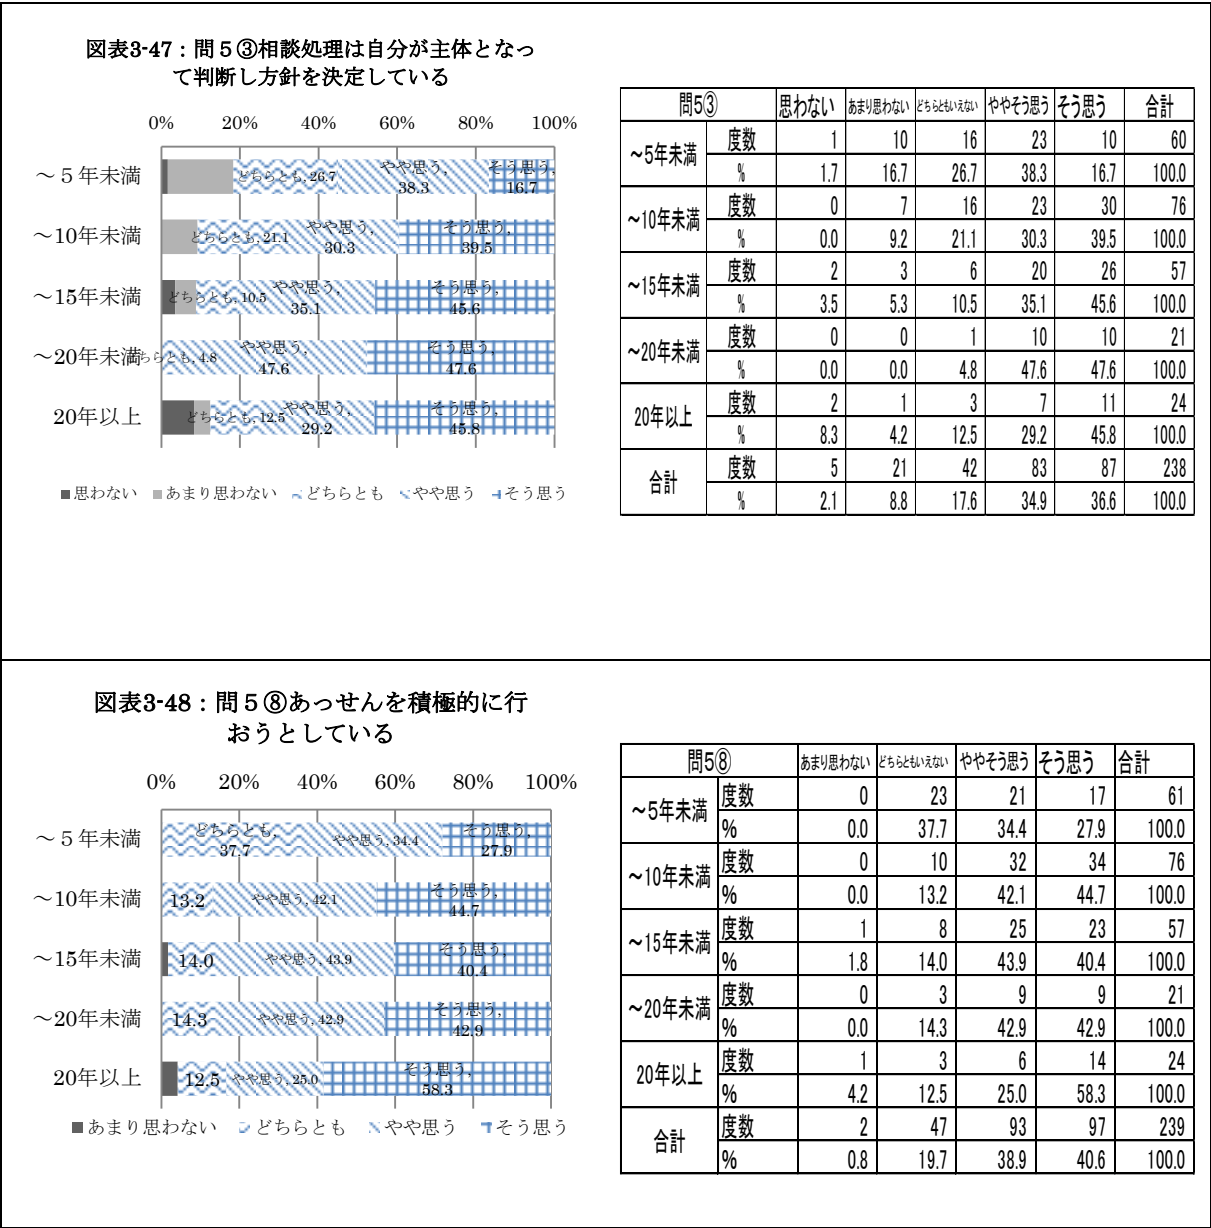 図表3-47：問５③相談処理は自分が主体となっ
て判断し方針を決定している
0% 20% 40% 60% 80% 100%
～５年未満 どちらとも, 26.7 やや思う, 38.3 そう思う, 16.7
～10年未満 どちらとも, 21.1 やや思う, 30.3 そう思う, 39.5
～15年未満 どちらとも, 10.5 やや思う, 35.1 そう思う, 45.6
～20年未満 ちらとも, 4.8 やや思う, 47.6 そう思う, 47.6
20年以上 どちらとも, 12.5 やや思う, 29.2 そう思う, 45.8
■思わない ■あまり思わない どちらとも やや思う そう思う
問5③ 思わない あまり思わない どちらともいえない ややそう思う そう思う 合計
～5年未満 度数 1 10 16 23 10 60
% 1.7 16.7 26.7 38.3 16.7 100.0
～10年未満 度数 0 7 16 23 30 76
% 0.0 9.2 21.1 30.3 39.5 100.0
～15年未満 度数 2 3 6 20 26 57
% 3.5 5.3 10.5 35.1 45.6 100.0
～20年未満 度数 0 0 1 10 10 21
% 0.0 0.0 4.8 47.6 47.6 100.0
20年以上 度数 2 1 3 7 11 24
% 8.3 4.2 12.5 29.2 45.8 100.0
合計 度数 5 21 42 83 87 238
% 2.1 8.8 17.6 34.9 36.6 100.0
図表3-48：問５⑧あっせんを積極的に行
おうとしている
0% 20% 40% 60% 80% 100%
～５年未満 どちらとも, 37.7 やや思う, 34.4 そう思う, 27.9
～10年未満 13.2 やや思う, 42.1 そう思う, 44.7
～15年未満 14.0 やや思う, 43.9 そう思う, 40.4
～20年未満 14.3 やや思う, 42.9 そう思う, 42.9
20年以上 12.5 やや思う, 25.0 そう思う, 58.3
■あまり思わない どちらとも やや思う そう思う
問5⑧ あまり思わない どちらともいえない ややそう思う そう思う 合計
～5年未満 度数 0 23 21 17 61
% 0.0 37.7 34.4 27.9 100.0
～10年未満 度数 0 10 32 34 76
% 0.0 13.2 42.1 44.7 100.0
～15年未満 度数 1 8 25 23 57
% 1.8 14.0 43.9 40.4 100.0
～20年未満 度数 0 3 9 9 21
% 0.0 14.3 42.9 42.9 100.0
20年以上 度数 1 3 6 14 24
% 4.2 12.5 25.0 58.3 100.0
合計 度数 2 47 93 97 239
% 0.8 19.7 38.9 40.6 100.0